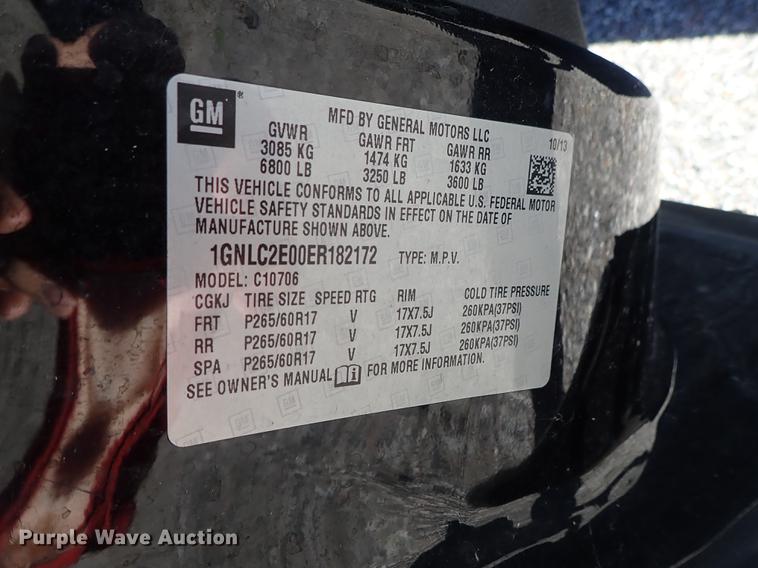 GM ®
MFD BY GENERAL MOTORS LLC
GVWR GAWR FRT GAWR RR 10/13
3085 KG 1474 KG 1633 KG
6800 LB 3250 LB 3600 LB
THIS VEHICLE CONFORMS TO ALL APPLICABLE U.S. FEDERAL MOTOR
VEHICLE SAFETY STANDARDS IN EFFECT ON THE DATE OF
MANUFACTURE SHOWN ABOVE.
1GNLC2E00ER182172 TYPE: M.P.V.
MODEL: C10706
CGKJ TIRE SIZE SPEED RTG RIM COLD TIRE PRESSURE
FRT P265/60R17 V 17X7.5J 260KPA(37PSI)
RR P265/60R17 V 17X7.5J 260KPA(37PSI)
SPA P265/60R17 V 17X7.5J 260KPA(37PSI)
SEE OWNER'S MANUAL FOR MORE INFORMATION.
Purple Wave Auction